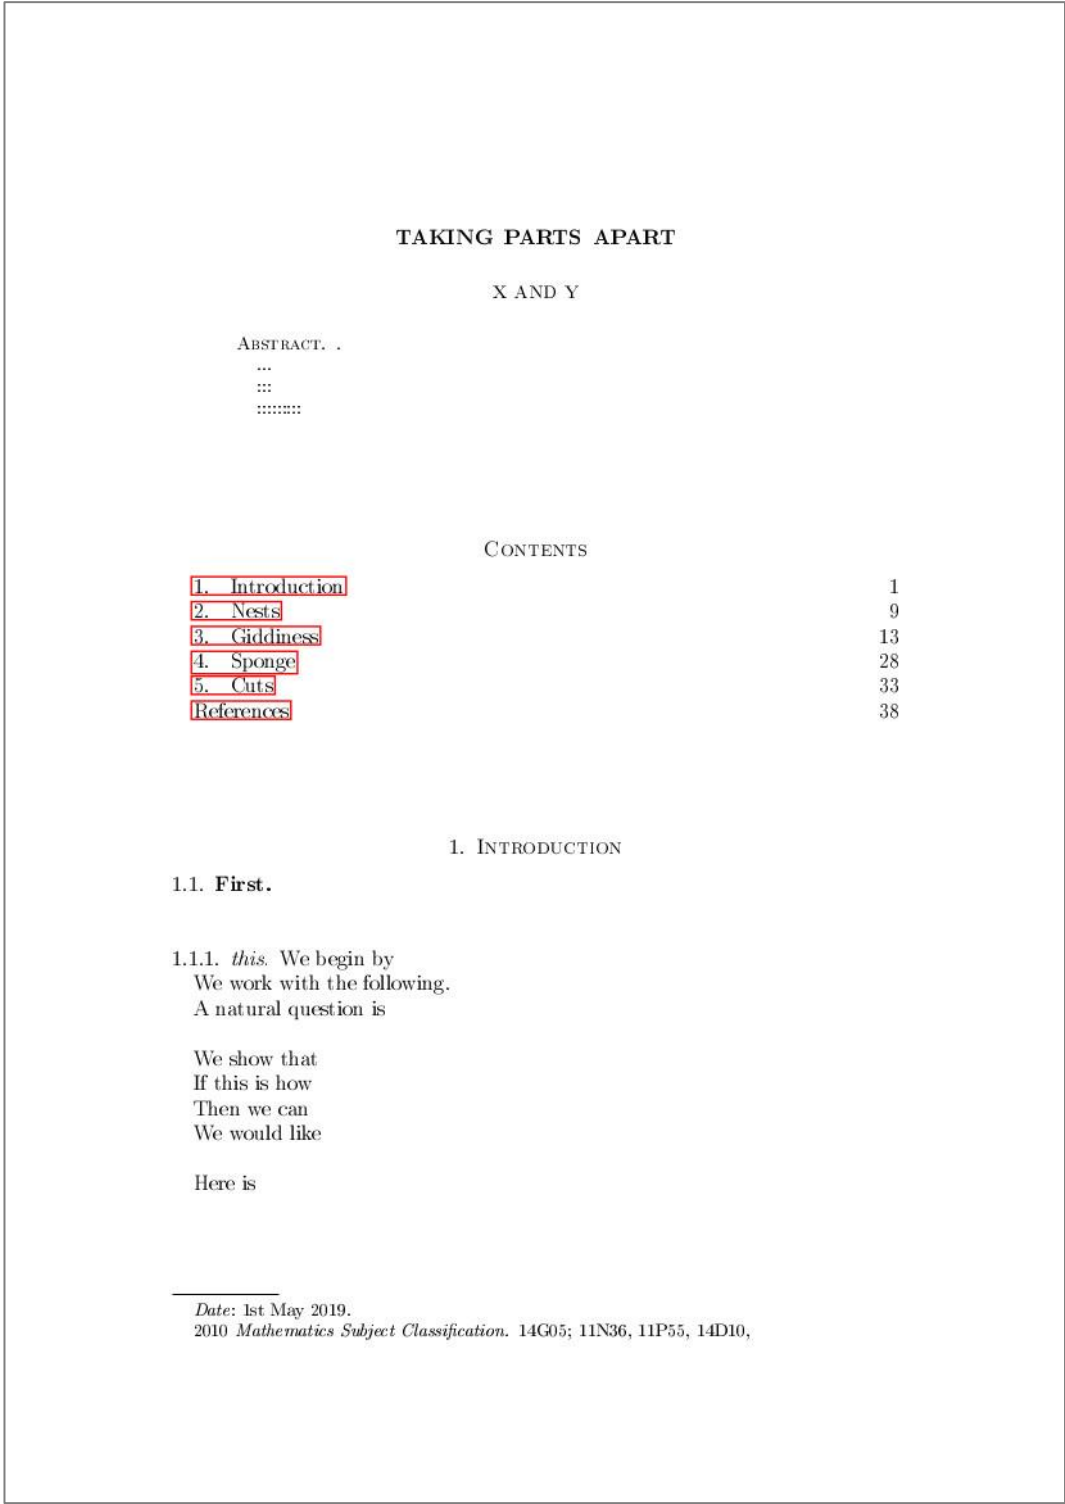 TAKING PARTS APART
X AND Y
Abstract. .
...
:::
:::::::::
Contents
1. Introduction 1
2. Nests 9
3. Giddiness 13
4. Sponge 28
5. Cuts 33
References 38
1. Introduction
1.1. First.
1.1.1. this. We begin by
We work with the following.
A natural question is
We show that
If this is how
Then we can
We would like
Here is
Date: 1st May 2019.
2010 Mathematics Subject Classification. 14G05; 11N36, 11P55, 14D10,